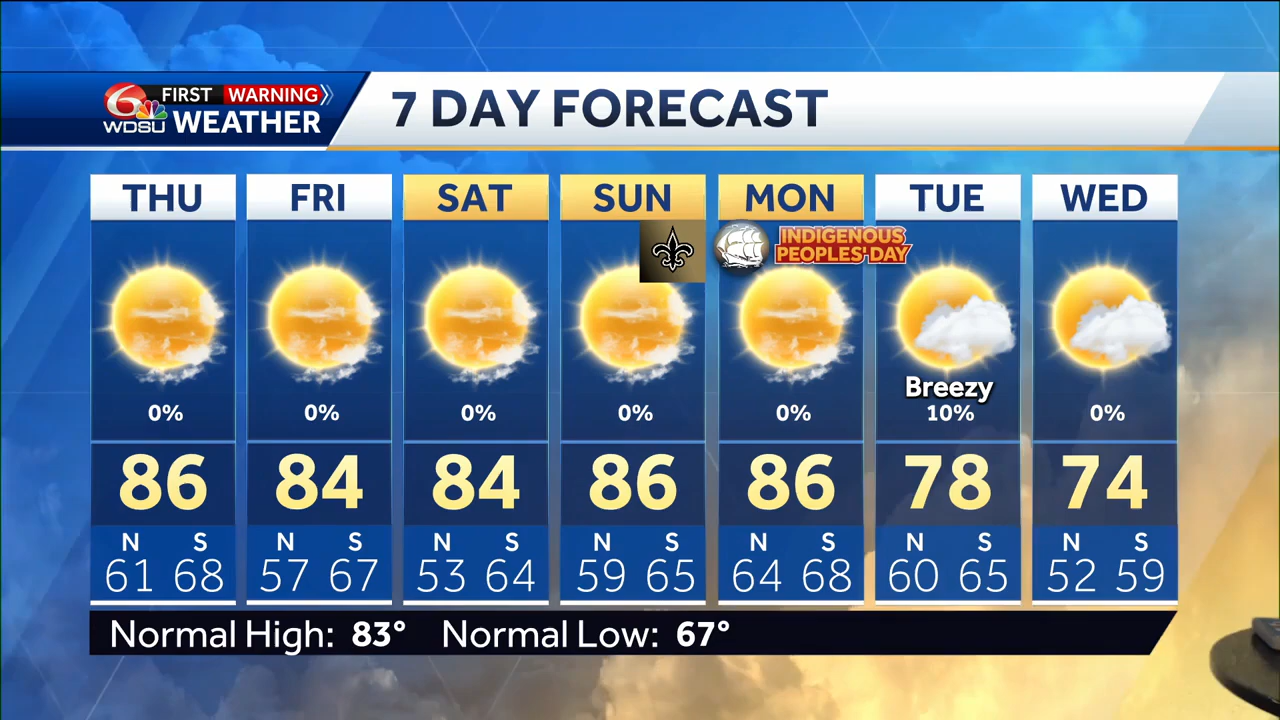 6 FIRST WARNING
WDSU WEATHER
7 DAY FORECAST
THU FRI SAT SUN MON TUE WED
INDIGENOUS
PEOPLES' DAY
Breezy
0% 0% 0% 0% 0% 10% 0%
86 84 84 86 86 78 74
N S N S N S N S N S N S N S
61 68 57 67 53 64 59 65 64 68 60 65 52 59
Normal High: 83° Normal Low: 67°